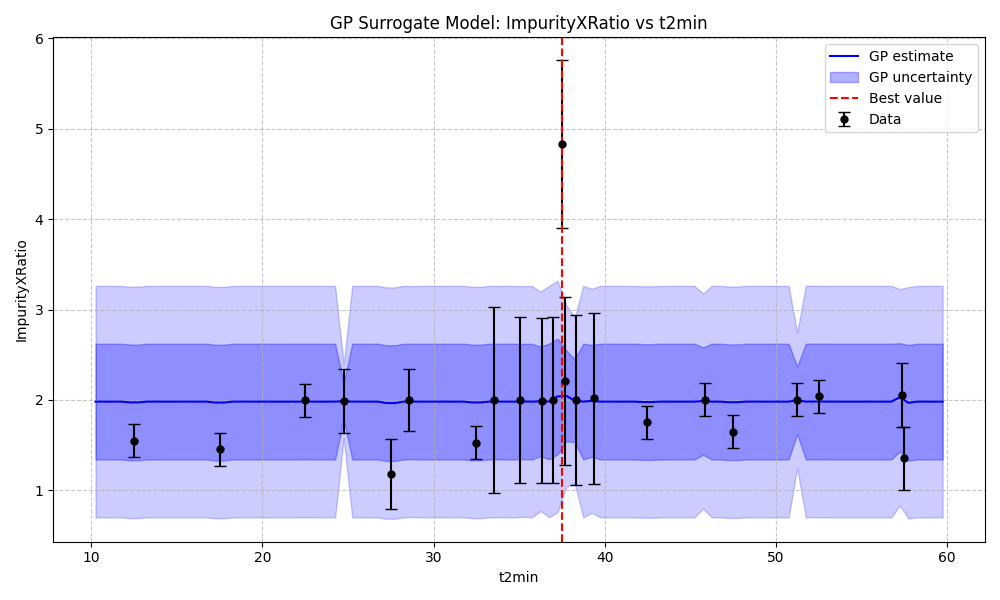 GP Surrogate Model: ImpurityXRatio vs t2min
6
5
4
3
2
1
ImpurityXRatio
GP estimate
GP uncertainty
Best value
Data
10
20
30
40
50
60
t2min